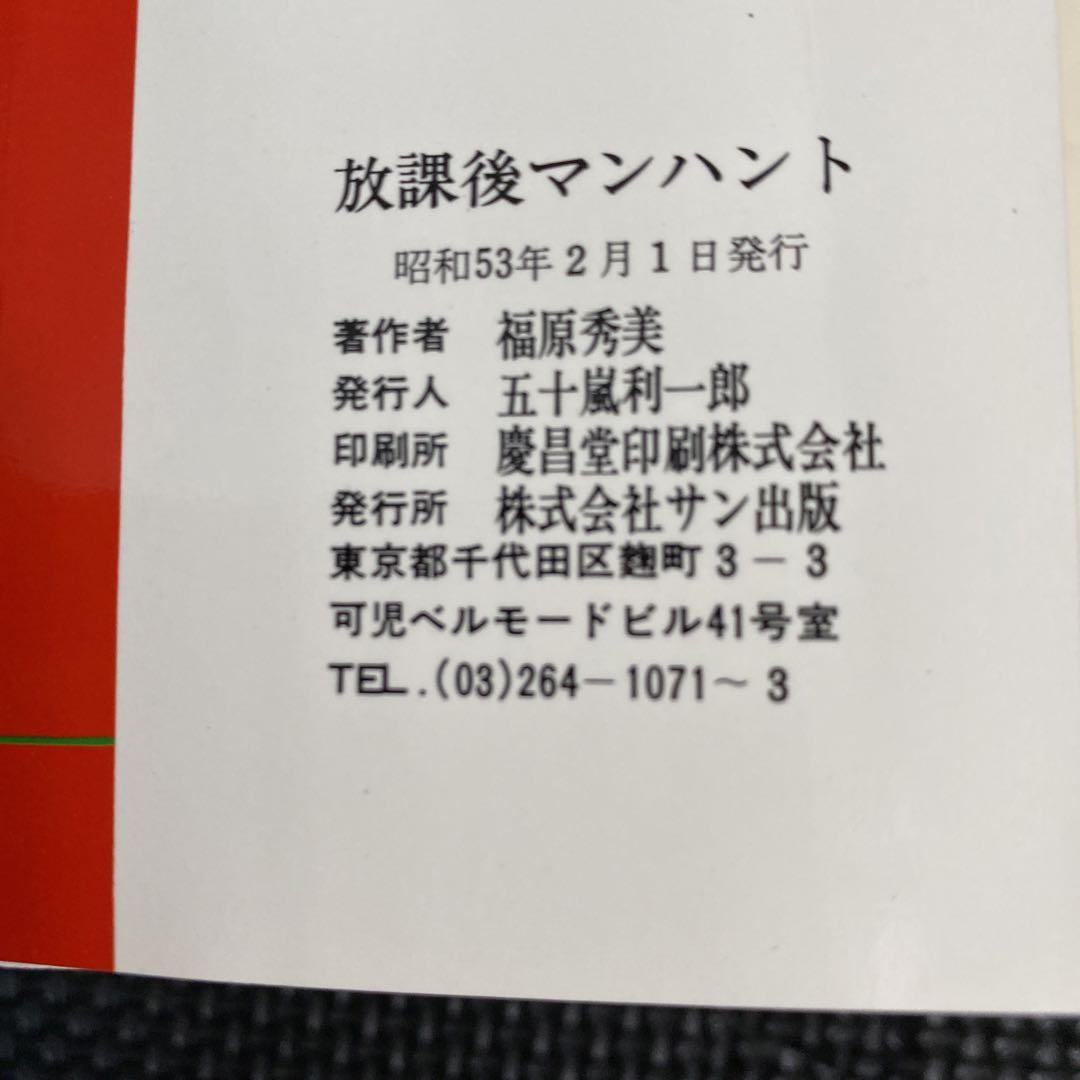 放課後マンハント
昭和53年2月1日発行
著作者 福原秀美
発行人 五十嵐利一郎
印刷所 慶昌堂印刷株式会社
発行所 株式会社サン出版
東京都千代田区麹町3-3
可児ベルモードビル41号室
TEL.(03)264-1071~3